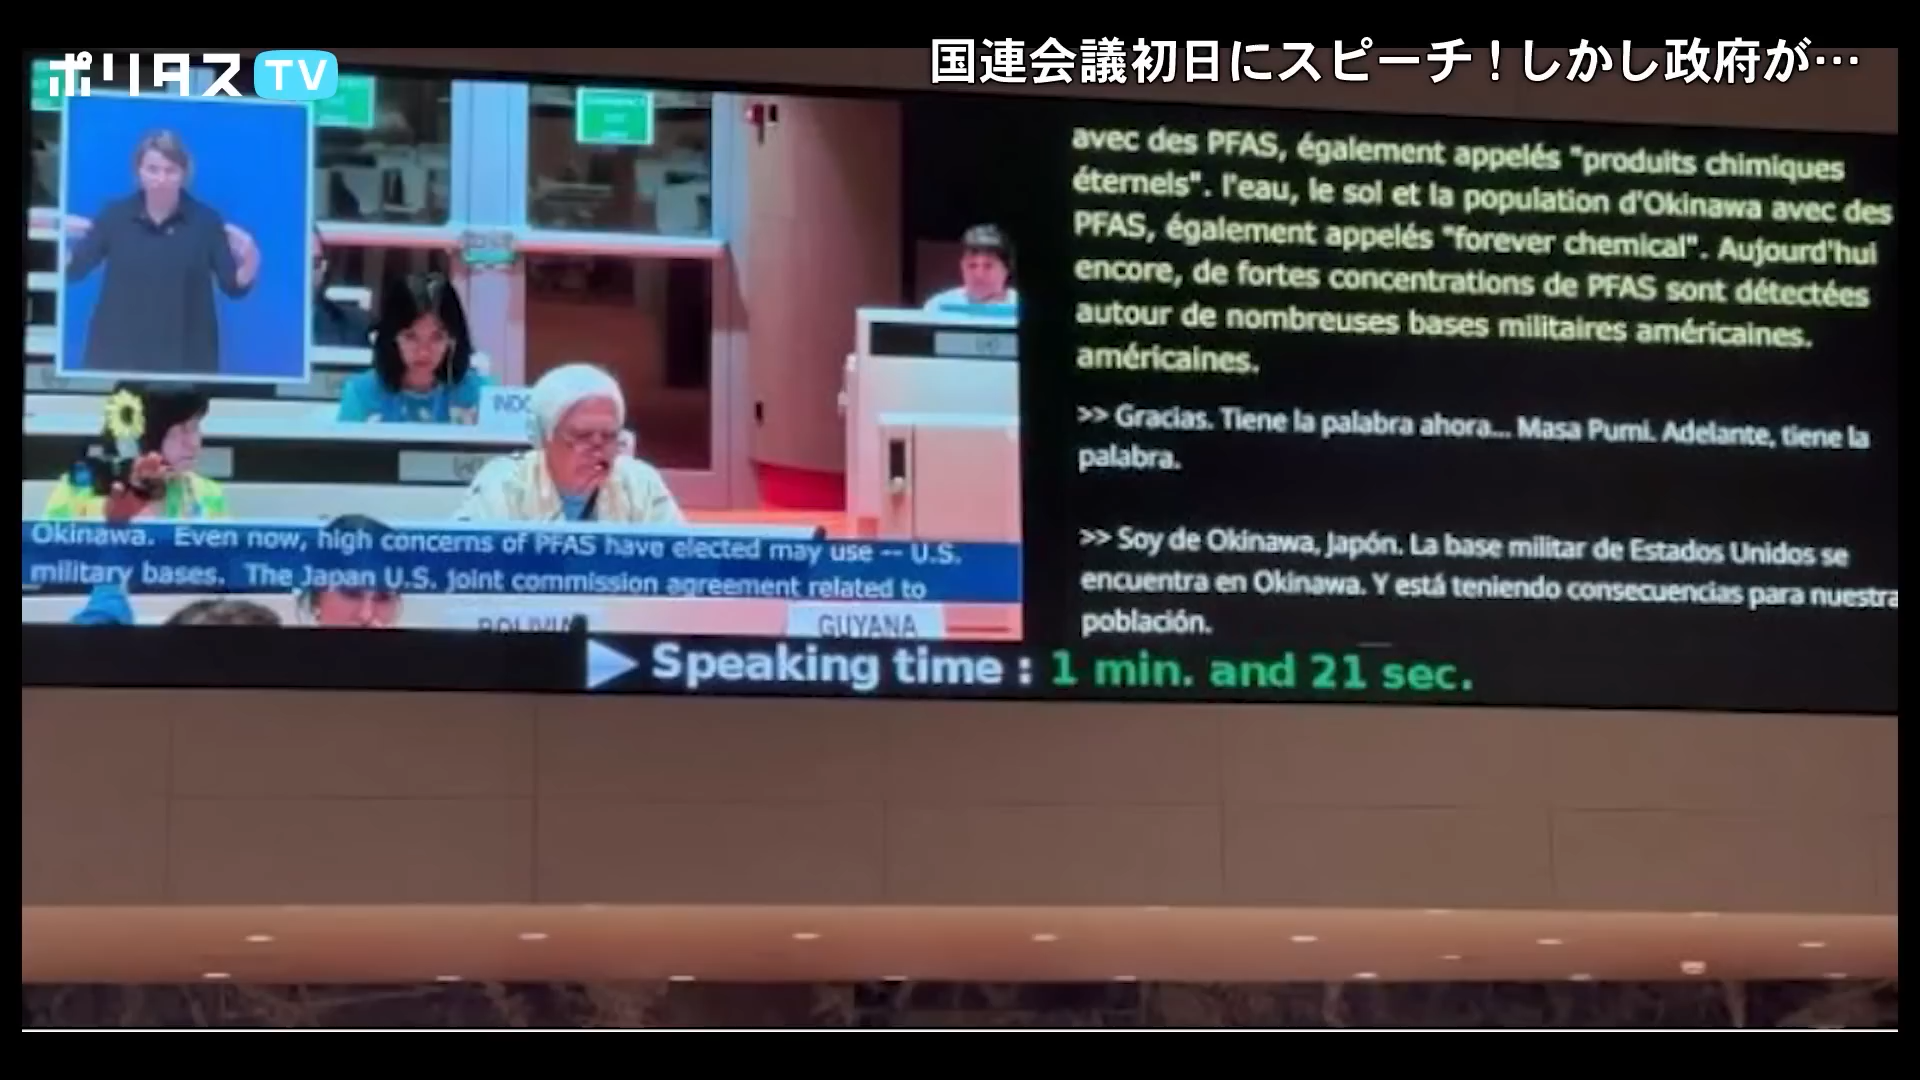 ポリタスTV
国連会議初日にスピーチ！しかし政府が…
avec des PFAS, également appelés "produits chimiques
éternels". l'eau, le sol et la population d'Okinawa avec des
PFAS, également appelés "forever chemical". Aujourd'hui
encore, de fortes concentrations de PFAS sont détectées
autour de nombreuses bases militaires américaines.
américaines.
>> Gracias. Tiene la palabra ahora... Masa Pumi. Adelante, tiene la
palabra.
>> Soy de Okinawa, Japón. La base militar de Estados Unidos se
encuentra en Okinawa. Y está teniendo consecuencias para nuestra
población.
Okinawa. Even now, high concerns of PFAS have elected may use -- U.S.
military bases. The Japan U.S. joint commission agreement related to
BOLIVIA
GUYANA
Speaking time : 1 min. and 21 sec.